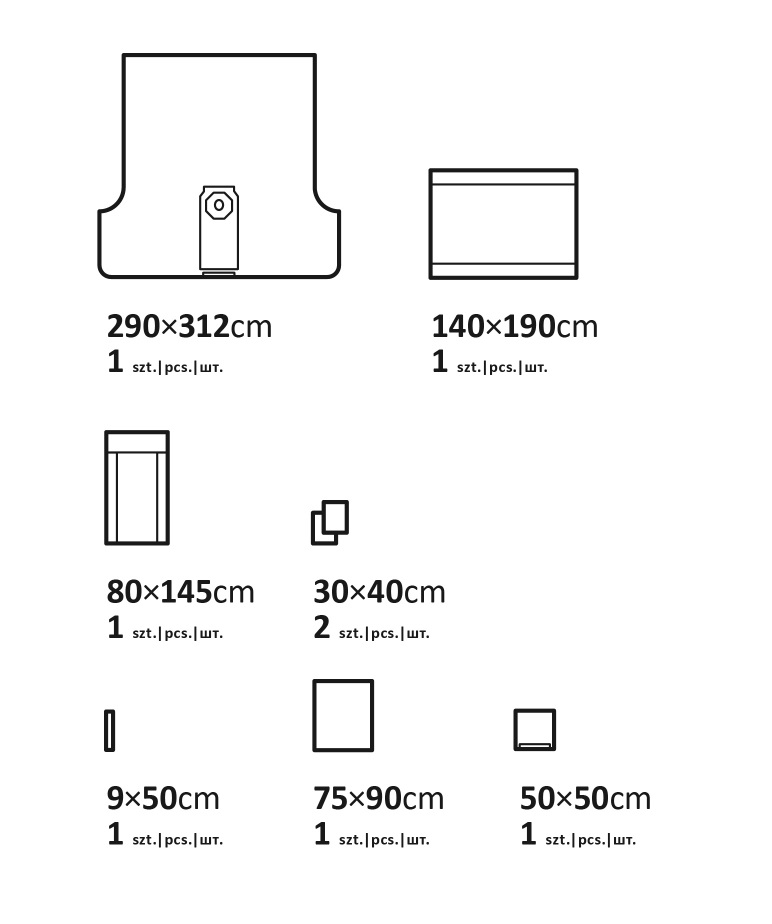 290×312cm
1 szt.|pcs.|шт.
140×190cm
1 szt.|pcs.|шт.
80×145cm
1 szt.|pcs.|шт.
30×40cm
2 szt.|pcs.|шт.
9×50cm
1 szt.|pcs.|шт.
75×90cm
1 szt.|pcs.|шт.
50×50cm
1 szt.|pcs.|шт.